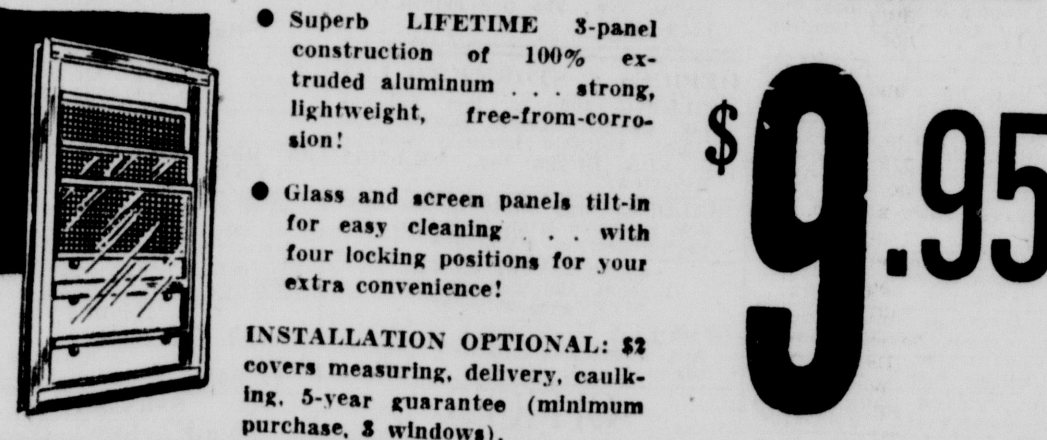 ● Superb LIFETIME 3-panel
construction of 100% ex-
truded aluminum . . . strong,
lightweight, free-from-corro-
sion!
● Glass and screen panels tilt-in
for easy cleaning . . with
four locking positions for your
extra convenience!
INSTALLATION OPTIONAL: $2
covers measuring, delivery, caulk-
ing, 5-year guarantee (minimum
purchase, 8 windows).
$9.95